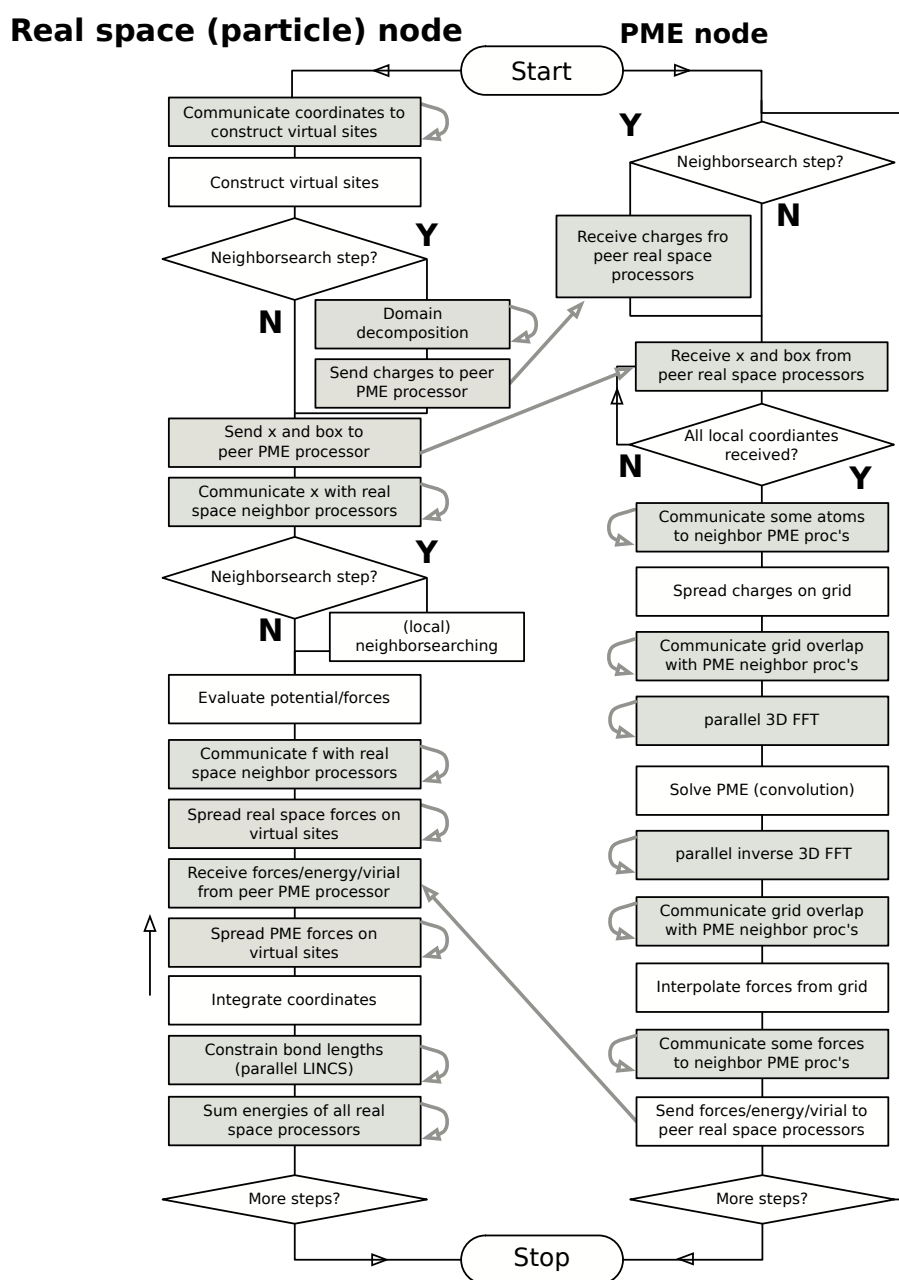 Real space (particle) node
PME node
Start
Communicate coordinates to
construct virtual sites
Construct virtual sites
Neighborsearch step?
Y
N
Domain
decomposition
Send charges to peer
PME processor
Send x and box to
peer PME processor
Communicate x with real
space neighbor processors
Neighborsearch step?
Y
N
(local)
neighborsearching
Evaluate potential/forces
Communicate f with real
space neighbor processors
Spread real space forces on
virtual sites
Receive forces/energy/virial
from peer PME processor
Spread PME forces on
virtual sites
Integrate coordinates
Constrain bond lengths
(parallel LINCS)
Sum energies of all real
space processors
More steps?
Y
Neighborsearch step?
N
Receive charges fro
peer real space
processors
Receive x and box from
peer real space processors
All local coordiantes
received?
N
Y
Communicate some atoms
to neighbor PME proc's
Spread charges on grid
Communicate grid overlap
with PME neighbor proc's
parallel 3D FFT
Solve PME (convolution)
parallel inverse 3D FFT
Communicate grid overlap
with PME neighbor proc's
Interpolate forces from grid
Communicate some forces
to neighbor PME proc's
Send forces/energy/virial to
peer real space processors
More steps?
Stop